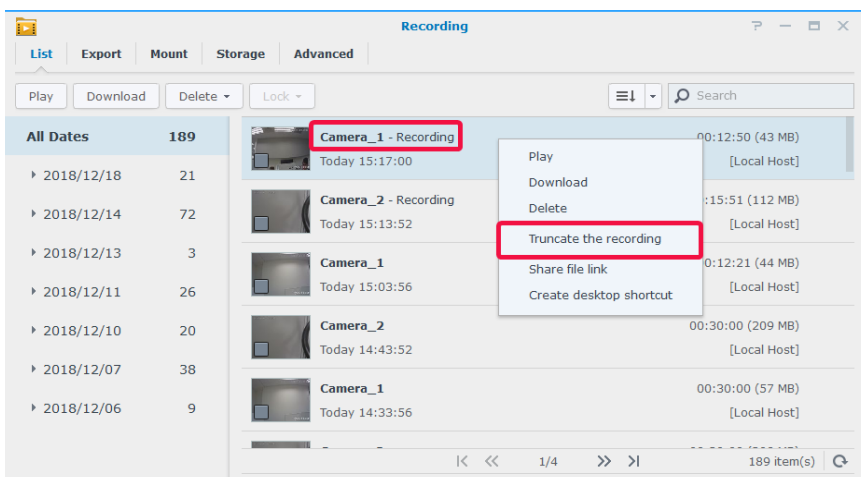 Recording
List Export Mount Storage Advanced
Play Download Delete Lock Search
All Dates 189
2018/12/18 21
2018/12/14 72
2018/12/13 3
2018/12/11 26
2018/12/10 20
2018/12/07 38
2018/12/06 9
Camera_1 - Recording 00:12:50 (43 MB)
Today 15:17:00 [Local Host]
Camera_2 - Recording :15:51 (112 MB)
Today 15:13:52 [Local Host]
Camera_1 0:12:21 (44 MB)
Today 15:03:56 [Local Host]
Camera_2 00:30:00 (209 MB)
Today 14:43:52 [Local Host]
Camera_1 00:30:00 (57 MB)
Today 14:33:56 [Local Host]
Play
Download
Delete
Truncate the recording
Share file link
Create desktop shortcut
1/4 189 item(s)